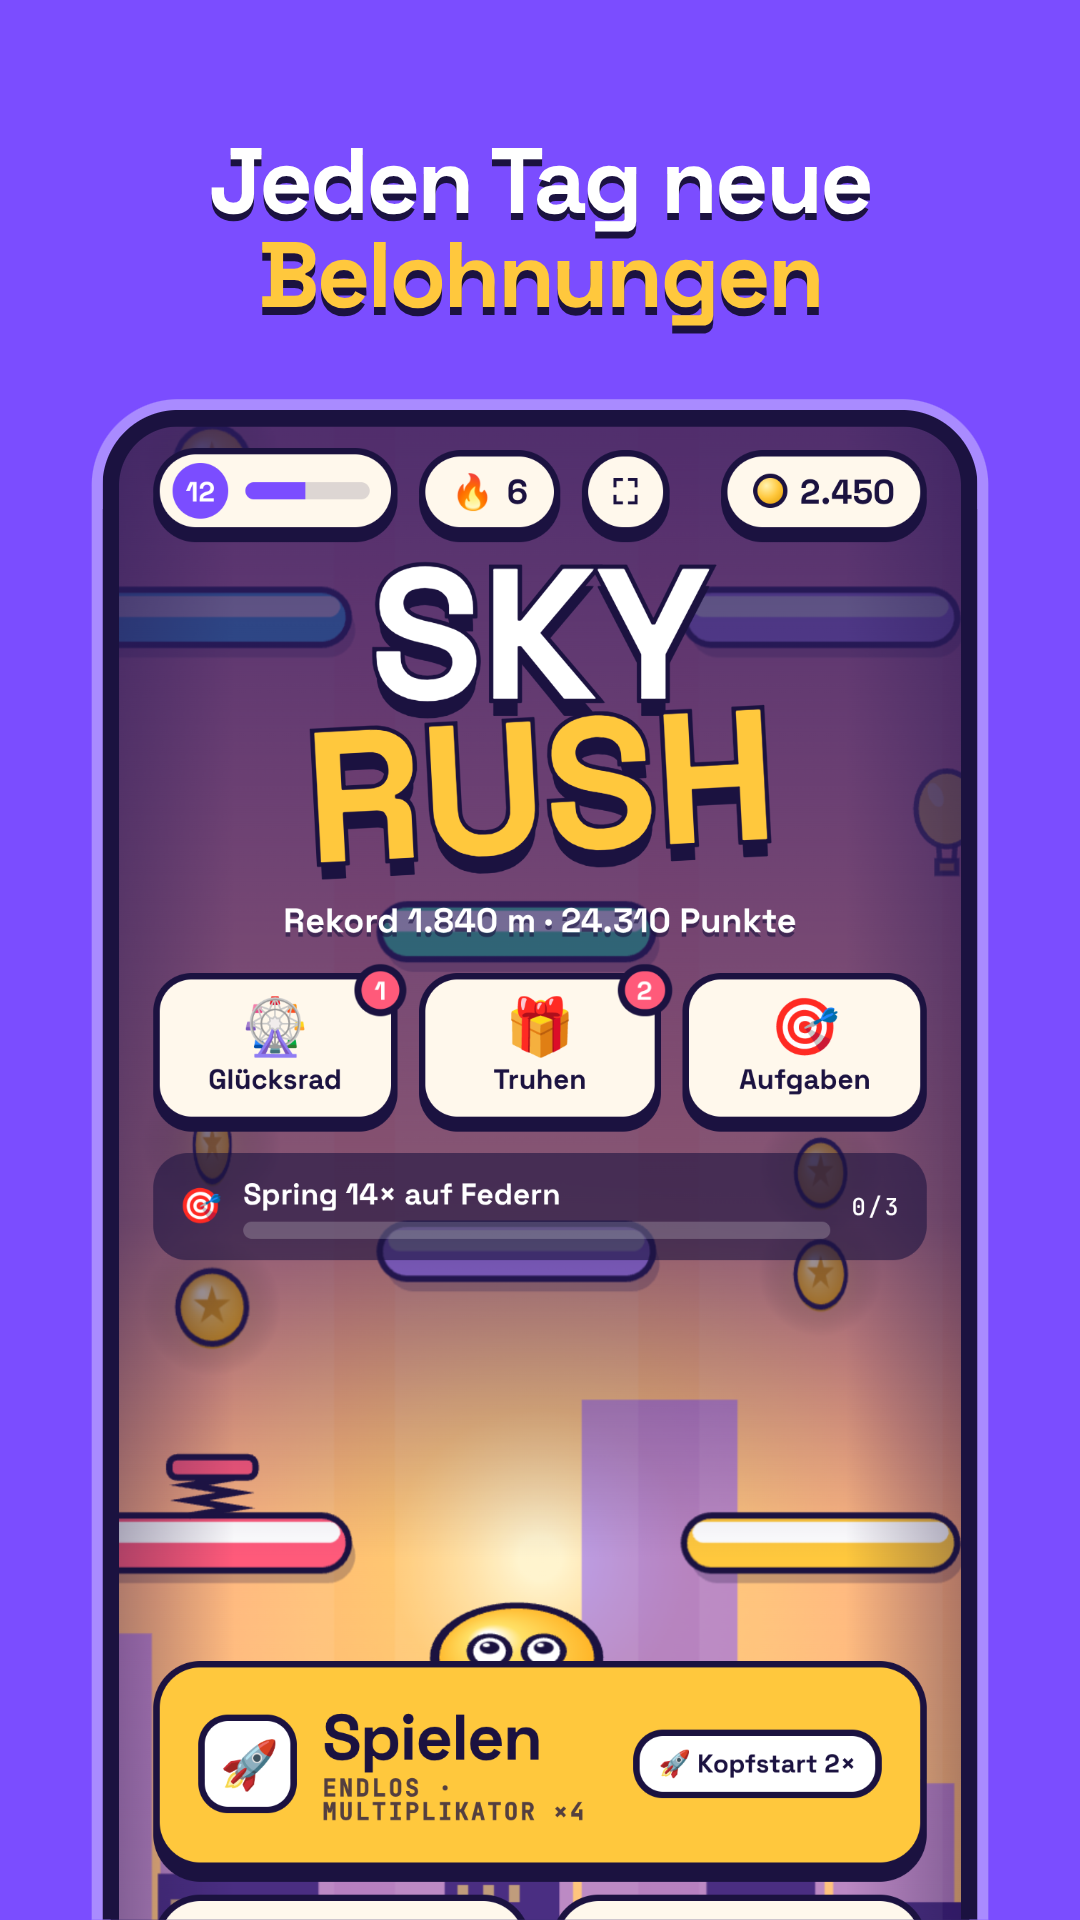 Jeden Tag neue
Belohnungen
12
6
2.450
SKY
RUSH
Rekord 1.840 m · 24.310 Punkte
1
2
Glücksrad
Truhen
Aufgaben
Spring 14× auf Federn
0/3
Spielen
ENDLOS ·
MULTIPLIKATOR ×4
Kopfstart 2×